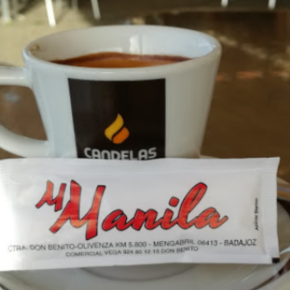 CANDELAS
M Manila
CTRA. DON BENITO-OLIVENZA KM 5.800 - MENGABRIL 06413 - BADAJOZ
COMERCIAL VEGA 924 80 12 13 DON BENITO